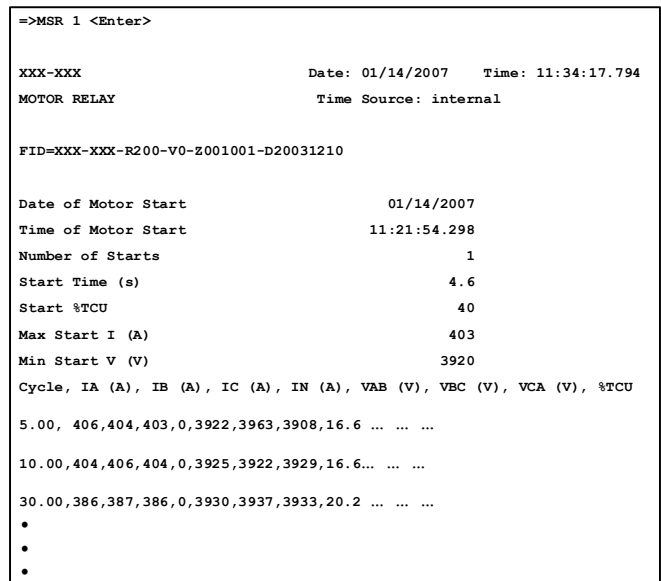 =>MSR 1 <Enter>
XXX-XXX Date: 01/14/2007 Time: 11:34:17.794
MOTOR RELAY Time Source: internal
FID=XXX-XXX-R200-V0-Z001001-D20031210
Date of Motor Start 01/14/2007
Time of Motor Start 11:21:54.298
Number of Starts 1
Start Time (s) 4.6
Start %TCU 40
Max Start I (A) 403
Min Start V (V) 3920
Cycle, IA (A), IB (A), IC (A), IN (A), VAB (V), VBC (V), VCA (V), %TCU
5.00, 406,404,403,0,3922,3963,3908,16.6 … … …
10.00,404,406,404,0,3925,3922,3929,16.6… … …
30.00,386,387,386,0,3930,3937,3933,20.2 … … …
•
•
•